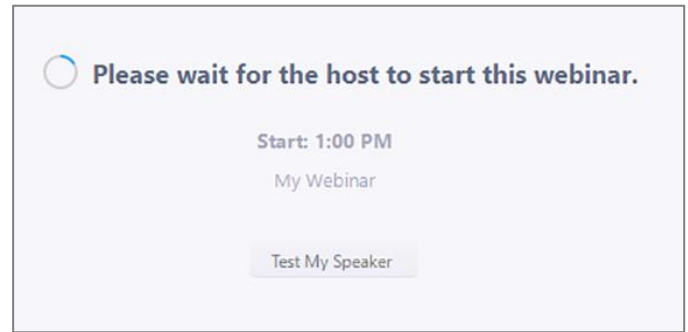 Please wait for the host to start this webinar.
Start: 1:00 PM
My Webinar
Test My Speaker